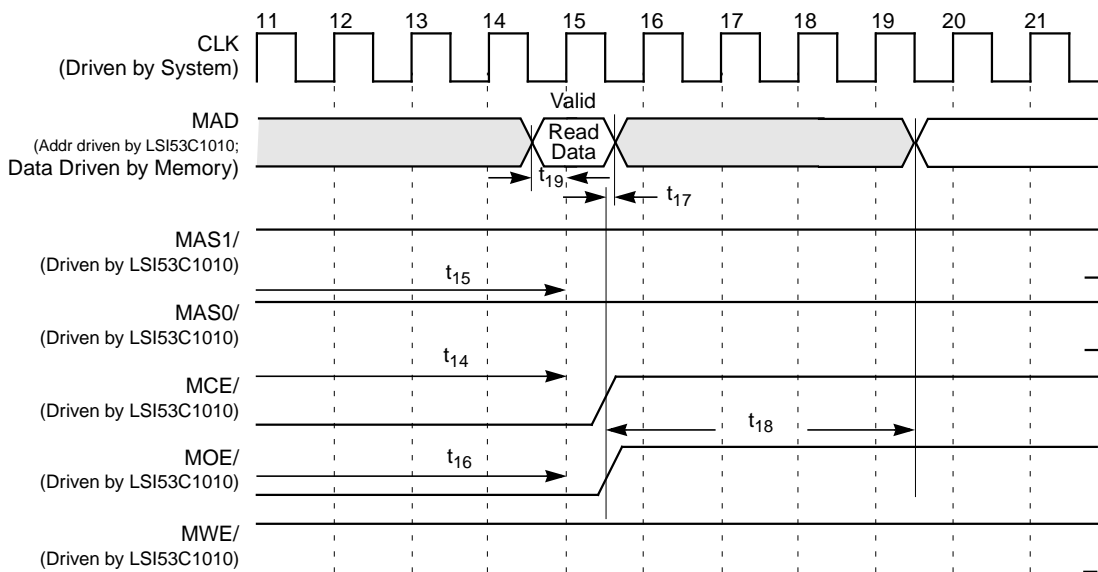 11 12 13 14 15 16 17 18 19 20 21
CLK
(Driven by System)
Valid
MAD
(Addr driven by LSI53C1010;
Data Driven by Memory)
Read
Data
t19
t17
MAS1/
(Driven by LSI53C1010)
t15
MAS0/
(Driven by LSI53C1010)
t14
MCE/
(Driven by LSI53C1010)
t18
MOE/
(Driven by LSI53C1010)
t16
MWE/
(Driven by LSI53C1010)